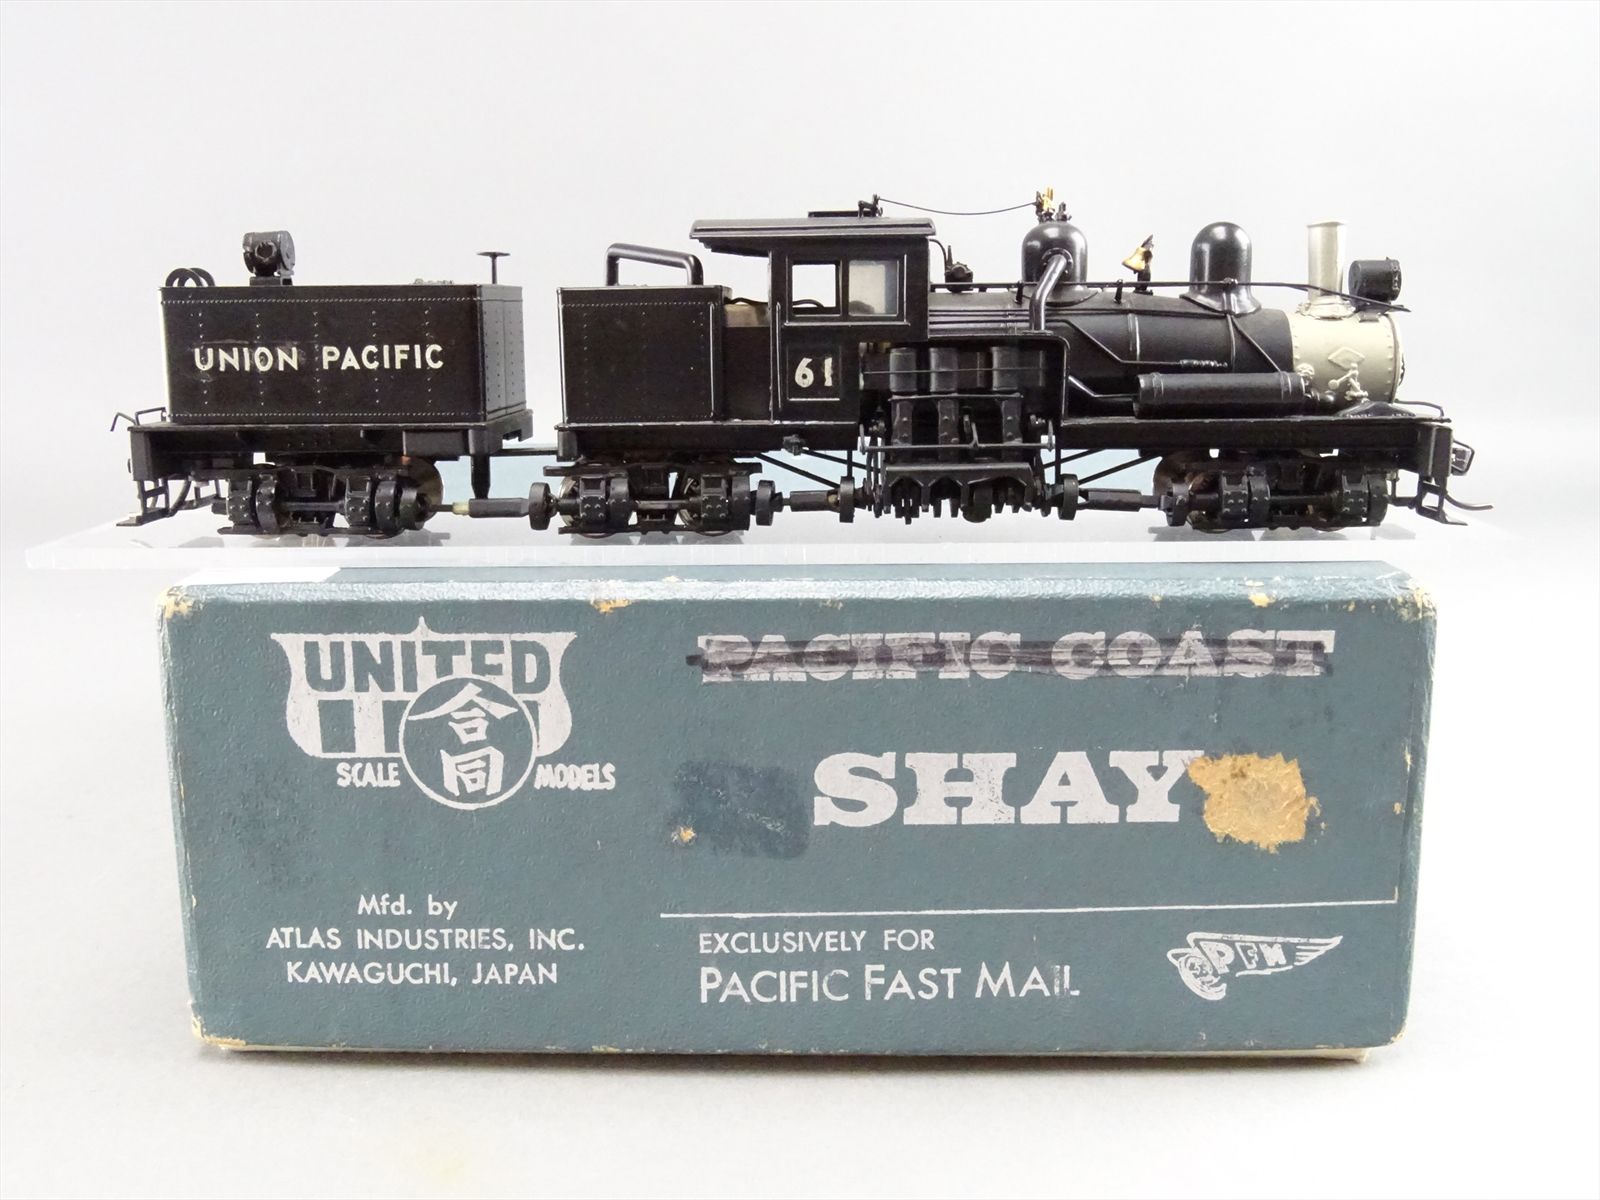 UNION PACIFIC
61
UNITED
合同
SCALE MODELS
PACIFIC COAST
SHAY
Mfd. by
ATLAS INDUSTRIES, INC.
KAWAGUCHI, JAPAN
EXCLUSIVELY FOR
PACIFIC FAST MAIL
PFM